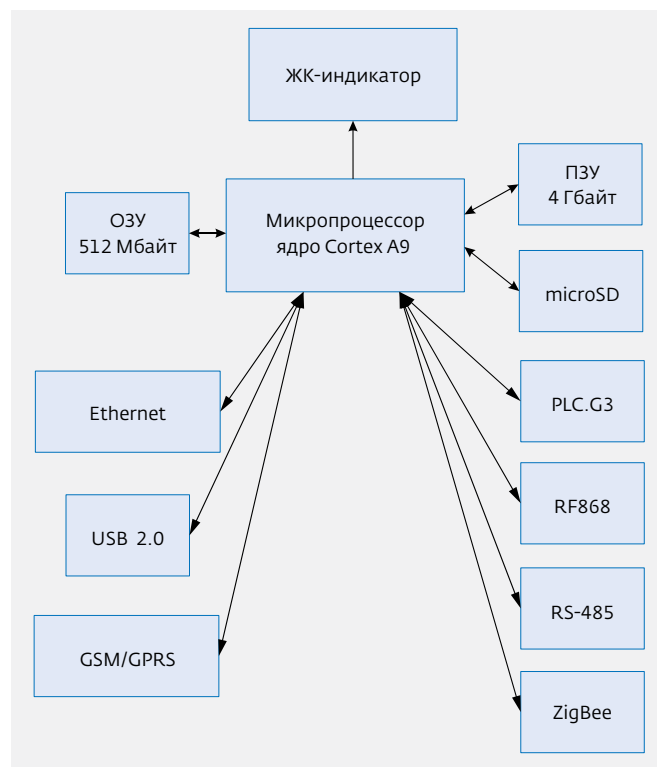 ЖК-индикатор
ПЗУ
4 Гбайт
ОЗУ
512 Мбайт
Микропроцессор
ядро Cortex A9
microSD
Ethernet
PLC.G3
RF868
USB 2.0
RS-485
GSM/GPRS
ZigBee